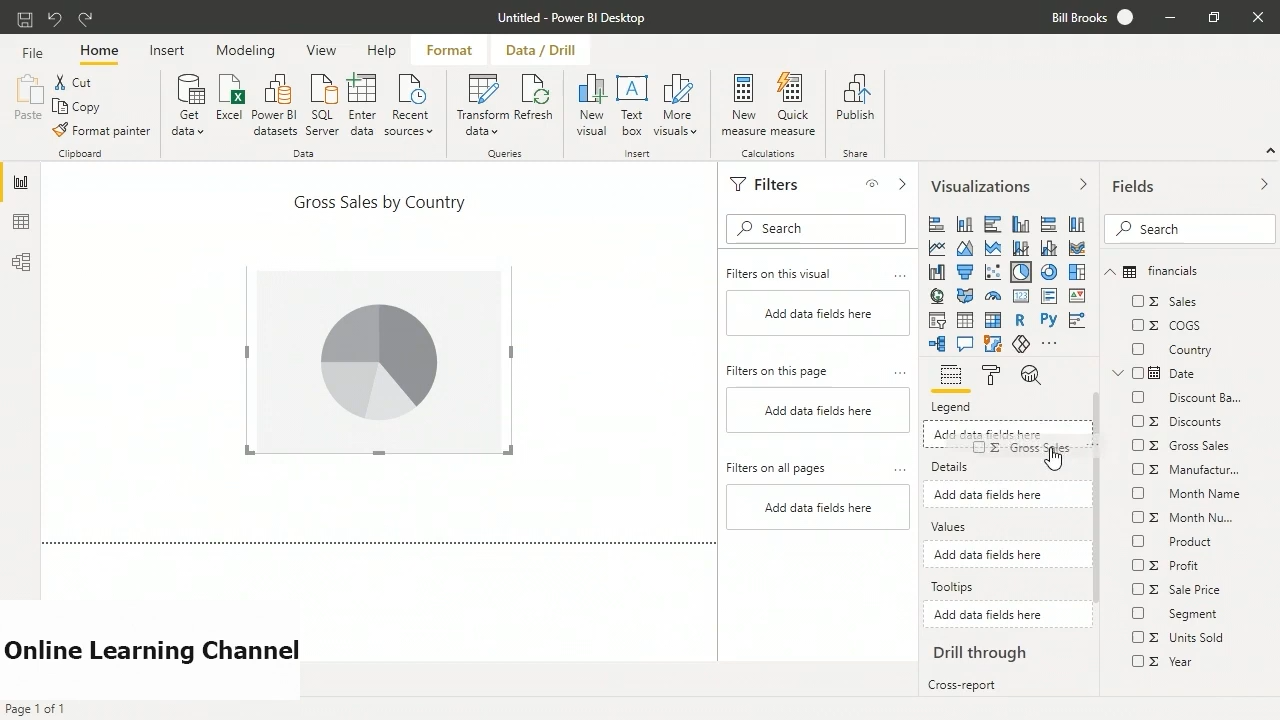 Untitled - Power BI Desktop
Bill Brooks
File
Home
Insert
Modeling
View
Help
Format
Data / Drill
Paste
Cut
Copy
Format painter
Clipboard
Get
data
Excel
Power BI
datasets
SQL
Server
Enter
data
Recent
sources
Data
Transform
data
Refresh
Queries
New
visual
Text
box
More
visuals
Insert
New
measure
Quick
measure
Calculations
Publish
Share
Gross Sales by Country
Filters
Search
Filters on this visual
...
Add data fields here
Filters on this page
...
Add data fields here
Filters on all pages
...
Add data fields here
Visualizations
123
R
Py
...
Legend
Add data fields here
Gross Sales
Details
Add data fields here
Values
Add data fields here
Tooltips
Add data fields here
Drill through
Cross-report
Fields
Search
financials
Sales
COGS
Country
Date
Discount Ba...
Discounts
Gross Sales
Manufactur...
Month Name
Month Nu...
Product
Profit
Sale Price
Segment
Units Sold
Year
Online Learning Channel
Page 1 of 1